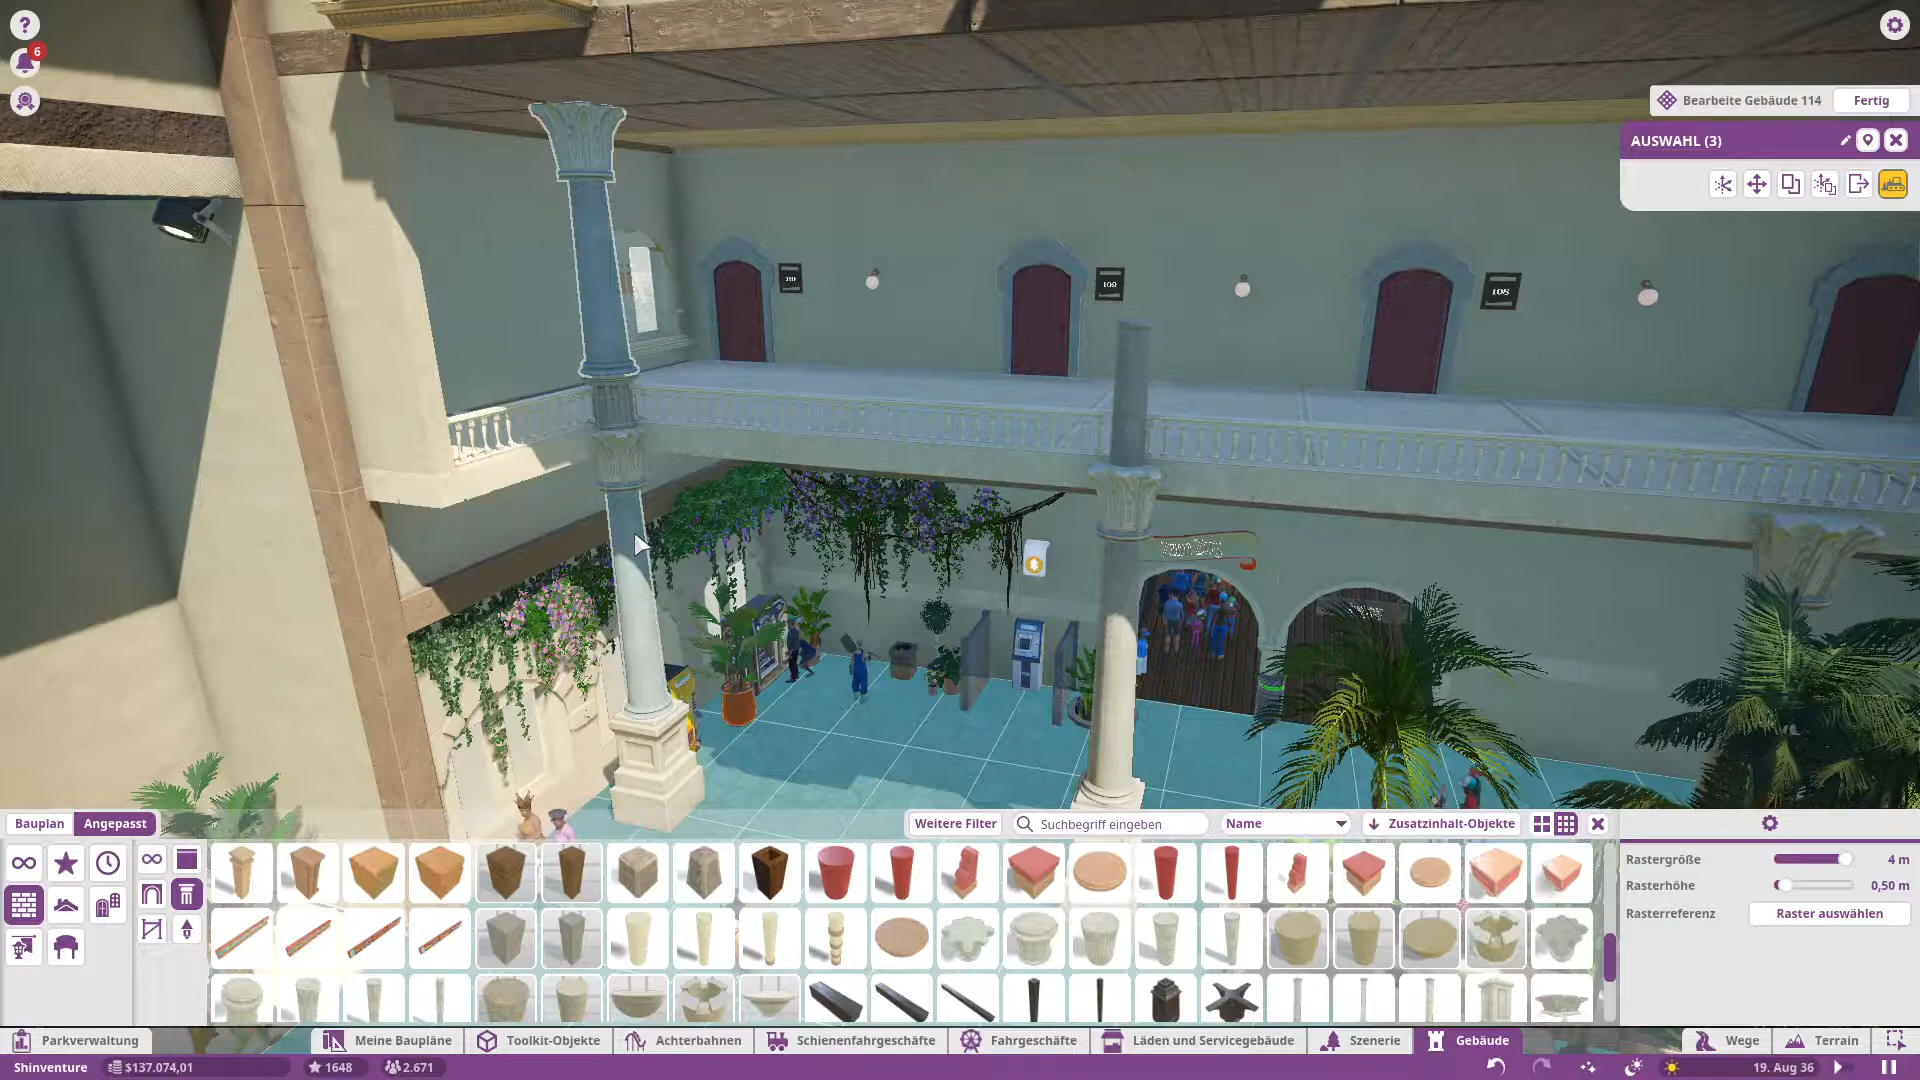 ?
6
Bearbeite Gebäude 114
Fertig
AUSWAHL (3)
109
108
Bauplan
Angepasst
Weitere Filter
Suchbegriff eingeben
Name
Zusatzinhalt-Objekte
Rastergröße
4 m
Rasterhöhe
0,50 m
Rasterreferenz
Raster auswählen
Parkverwaltung
Meine Baupläne
Toolkit-Objekte
Achterbahnen
Schienenfahrgeschäfte
Fahrgeschäfte
Läden und Servicegebäude
Szenerie
Gebäude
Wege
Terrain
Shinventure
$137.074,01
1648
2.671
19. Aug 36